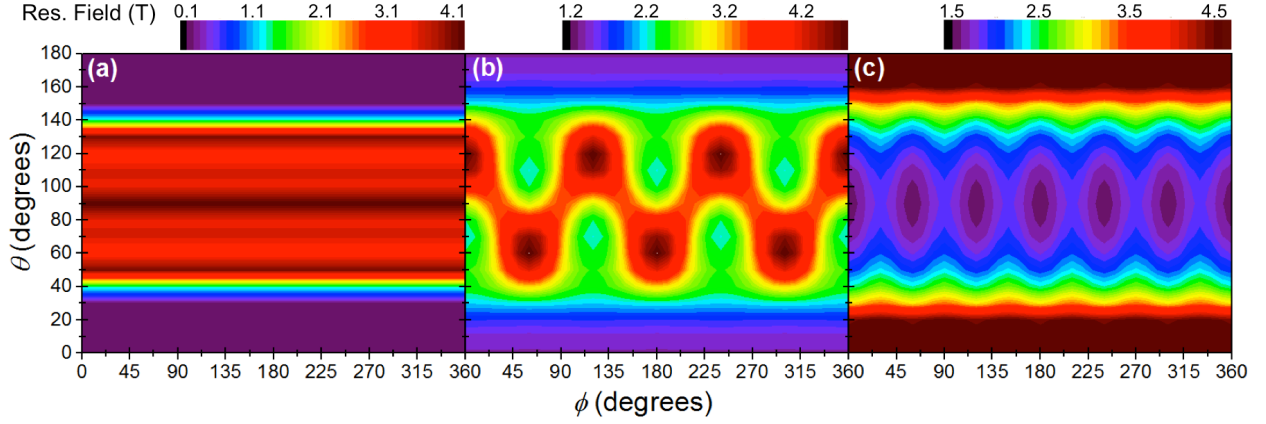 Res. Field (T)
0.1 1.1 2.1 3.1 4.1
1.2 2.2 3.2 4.2
1.5 2.5 3.5 4.5
(a) (b) (c)
180
160
140
120
100
80
60
40
20
0
θ (degrees)
0 45 90 135 180 225 270 315 360 45 90 135 180 225 270 315 360 45 90 135 180 225 270 315 360
ϕ (degrees)